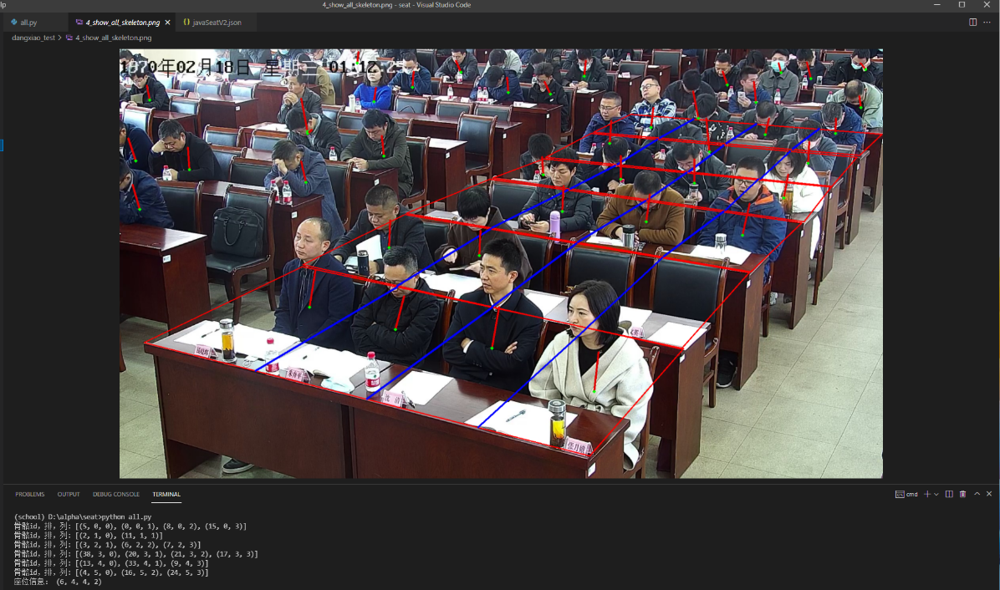 lp
4_show_all_skeleton.png - seat - Visual Studio Code
all.py
4_show_all_skeleton.png
javaSeatV2.json
dangxiao_test > 4_show_all_skeleton.png
1970年02月18日 星期三 01:12:25
PROBLEMS
OUTPUT
DEBUG CONSOLE
TERMINAL
cmd
(school) D:\alpha\seat>python all.py
骨骼id，排，列：[(5, 0, 0), (0, 0, 1), (8, 0, 2), (15, 0, 3)]
骨骼id，排，列：[(2, 1, 0), (11, 1, 1)]
骨骼id，排，列：[(3, 2, 1), (6, 2, 2), (7, 2, 3)]
骨骼id，排，列：[(38, 3, 0), (20, 3, 1), (21, 3, 2), (17, 3, 3)]
骨骼id，排，列：[(13, 4, 0), (33, 4, 1), (9, 4, 3)]
骨骼id，排，列：[(4, 5, 0), (16, 5, 2), (24, 5, 3)]
座位信息： (6, 4, 4, 2)